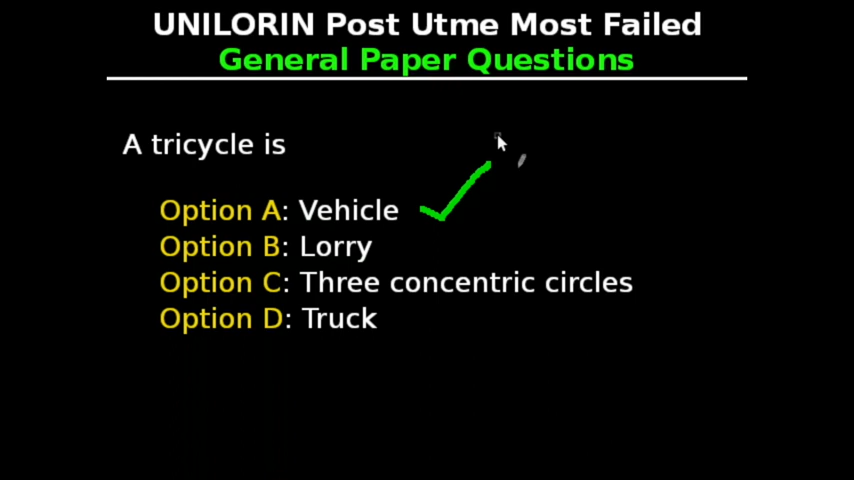 UNILORIN Post Utme Most Failed
General Paper Questions
A tricycle is
Option A: Vehicle
Option B: Lorry
Option C: Three concentric circles
Option D: Truck